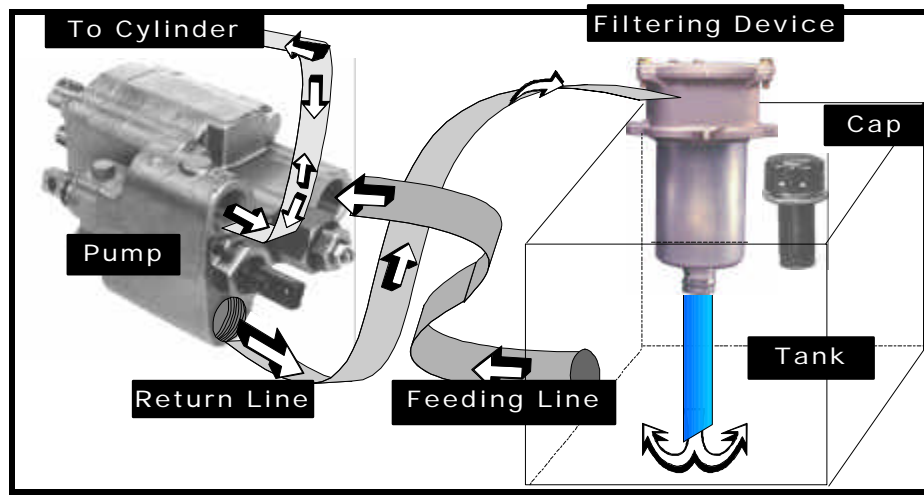 To Cylinder
Filtering Device
Cap
Pump
Tank
Return Line
Feeding Line